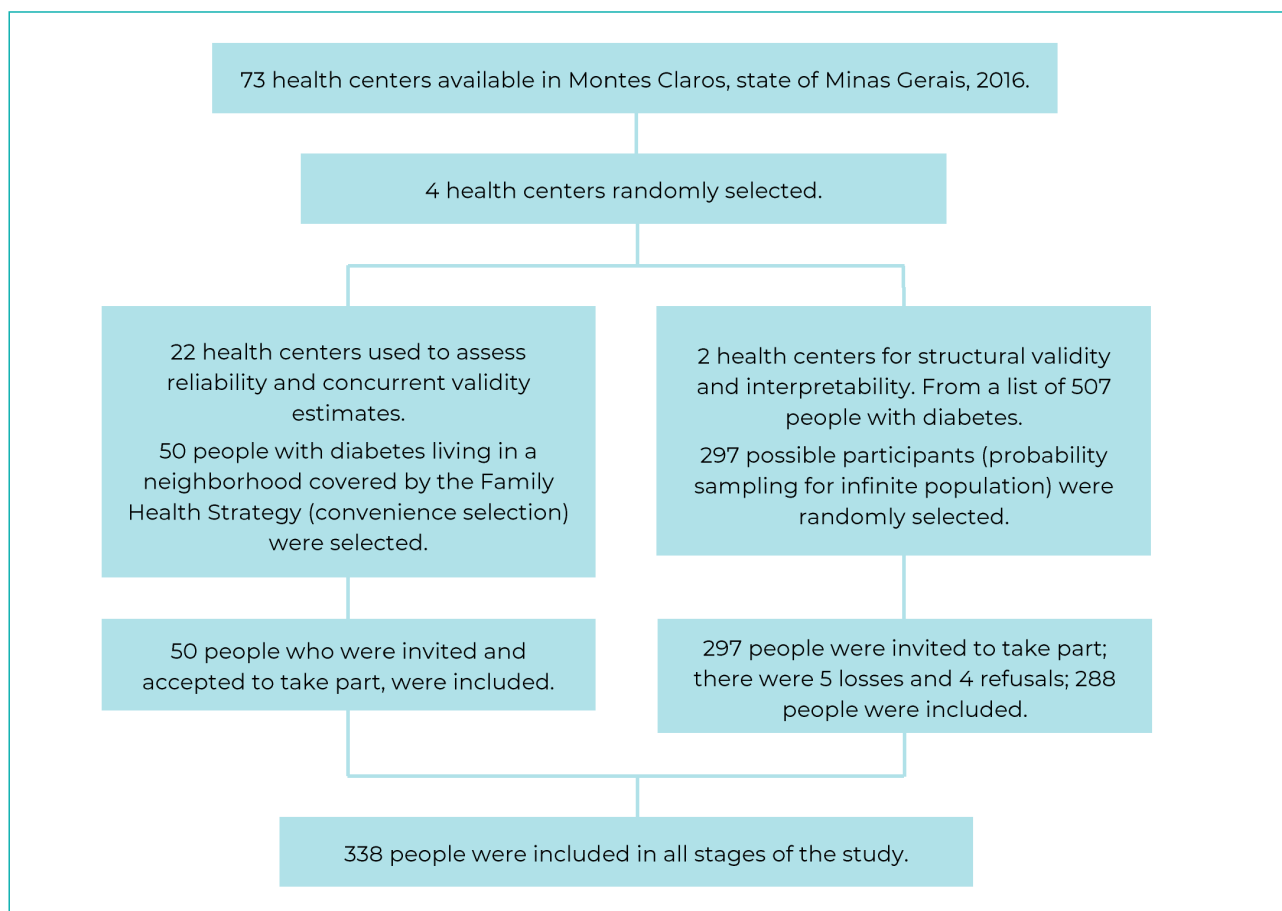 73 health centers available in Montes Claros, state of Minas Gerais, 2016.
4 health centers randomly selected.
22 health centers used to assess
reliability and concurrent validity
estimates.
50 people with diabetes living in a
neighborhood covered by the Family
Health Strategy (convenience selection)
were selected.
2 health centers for structural validity
and interpretability. From a list of 507
people with diabetes.
297 possible participants (probability
sampling for infinite population) were
randomly selected.
50 people who were invited and
accepted to take part, were included.
297 people were invited to take part;
there were 5 losses and 4 refusals; 288
people were included.
338 people were included in all stages of the study.